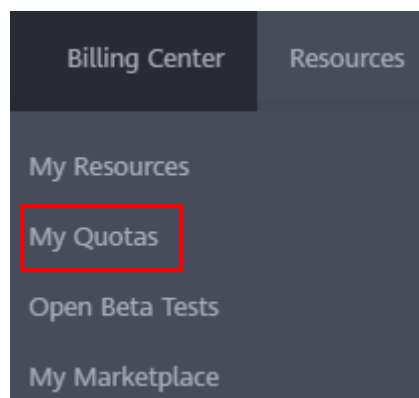 Billing Center Resources
My Resources
My Quotas
Open Beta Tests
My Marketplace